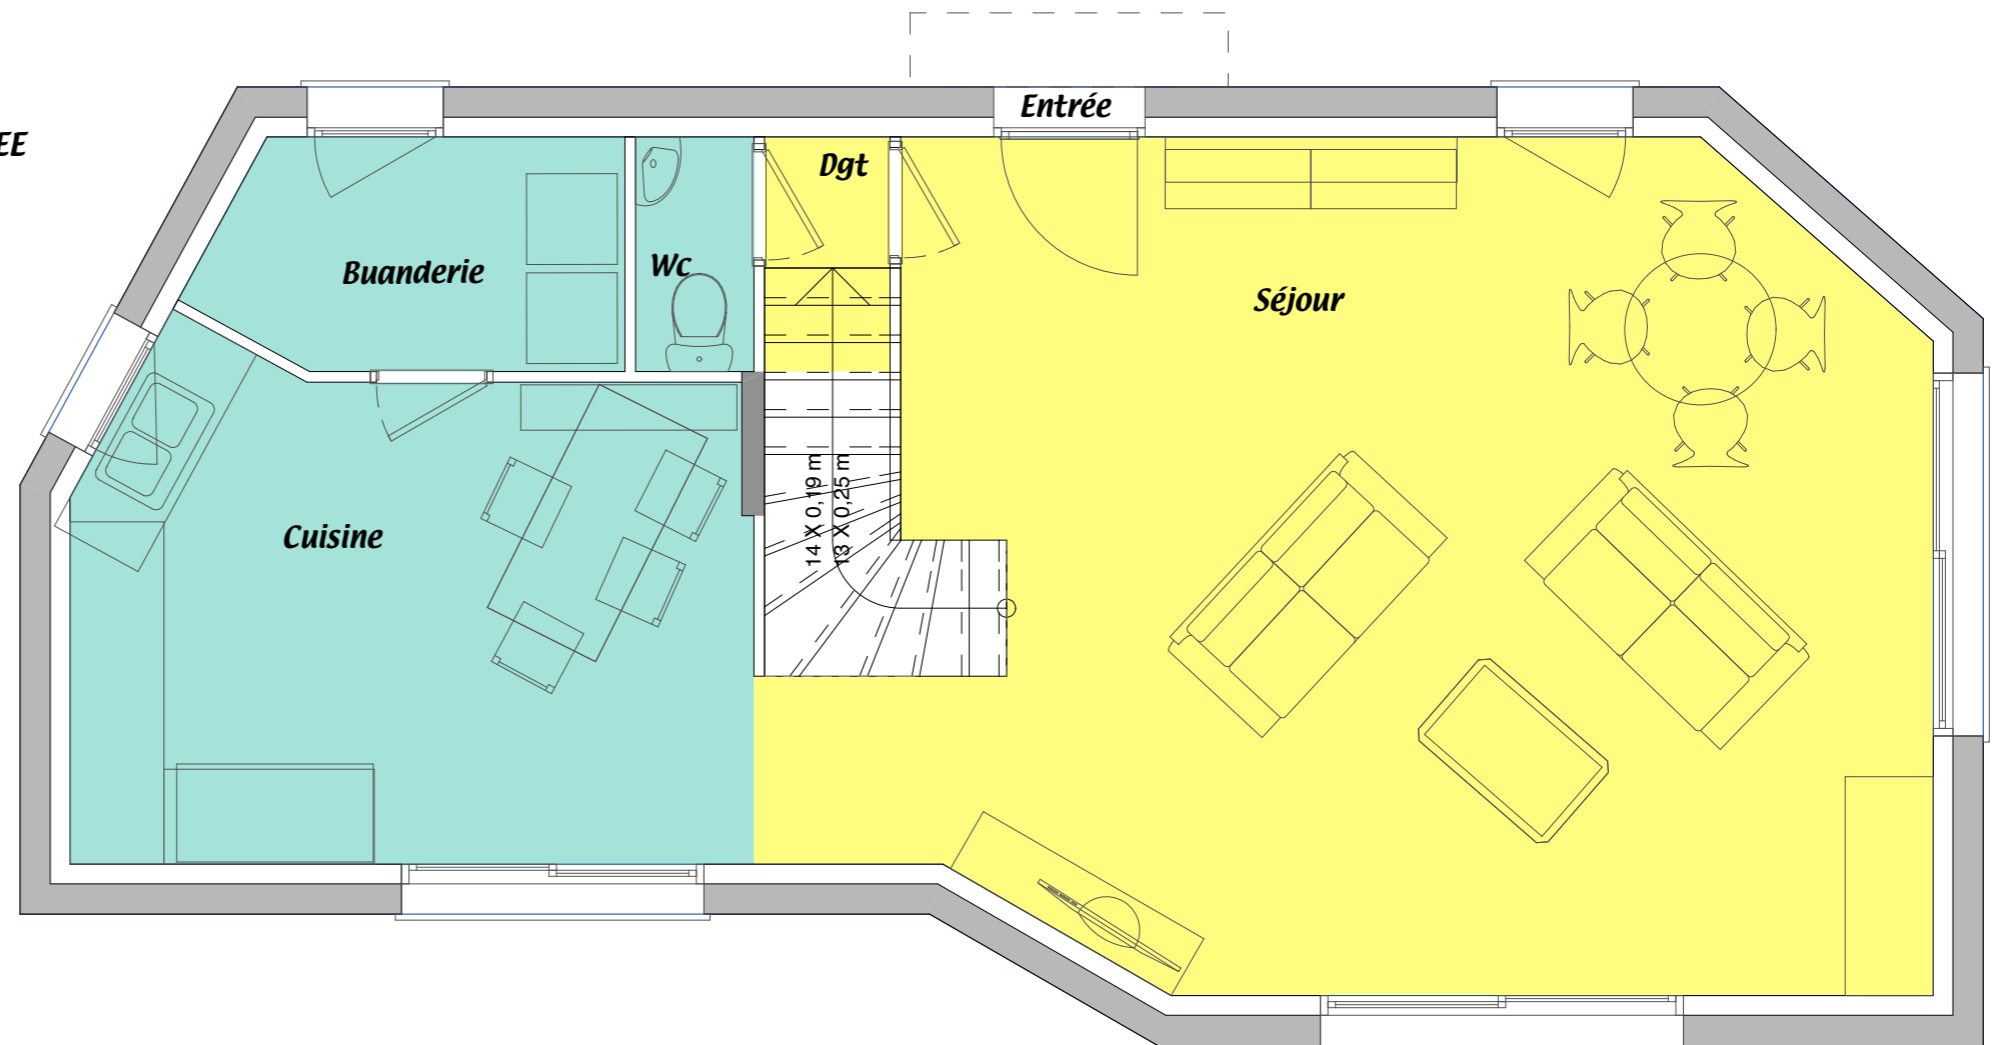 Entrée
EE
Dgt
Wc
Buanderie
Séjour
Cuisine
14 X 0,19 m
13 X 0,25 m